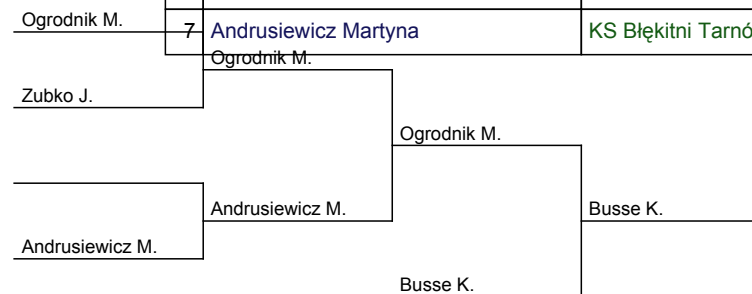 Ogrodnik M.
7 Andrusiewicz Martyna KS Błękitni Tarnó
Ogrodnik M.
Zubko J.
Ogrodnik M.
Andrusiewicz M. Busse K.
Andrusiewicz M.
Busse K.